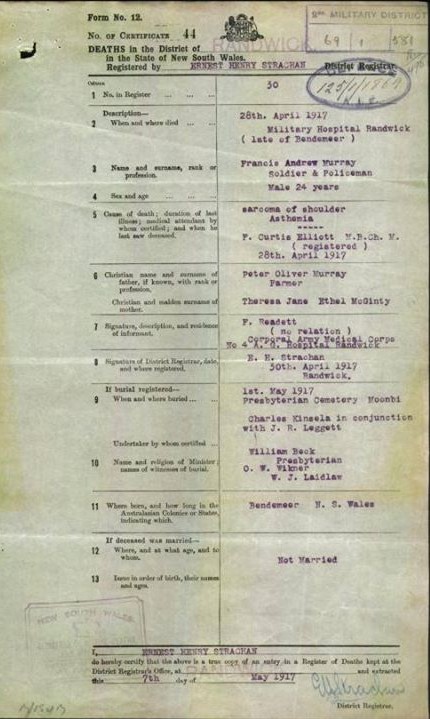 Form No. 12.
No. OF CERTIFICATE 44
8TH MILITARY DISTRICT
69 / 1 / 381
DEATHS in the District of RANDWICK
in the State of New South Wales.
Registered by ERNEST HENRY STRACHAN District Registrar.
DEFENCE
Column
1 No. in Register ... ... ...
30
Description—
2 When and where died ... ...
28th. April 1917
Military Hospital Randwick
( late of Bendemeer )
3 Name and surname, rank or
profession.
Francis Andrew Murray
Soldier & Policeman
4 Sex and age ... ... ...
Male 24 years
5 Cause of death; duration of last
illness; medical attendant by
whom certified; and when he
last saw deceased.
sarcoma of shoulder
Asthemia
-----
F. Curtis Elliott M.B.Ch. M.
( registered )
28th. April 1917
6 Christian name and surname of
father, if known, with rank or
profession.
Peter Oliver Murray
Farmer
Christian and maiden surname of
mother.
Theresa Jane Ethel McGinty
7 Signature, description, and residence
of informant.
F. Readett
( no relation )
Corporal Army Medical Corps
No 4 A. G. Hospital Randwick
8 Signature of District Registrar, date,
and where registered.
E. H. Strachan
30th. April 1917
Randwick.
If burial registered—
9 When and where buried ... ...
1st. May 1917
Presbyterian Cemetery Moonbi
Undertaker by whom certified ...
Charles Kinsela in conjunction
with J. R. Leggett
10 Name and religion of Minister;
names of witnesses of burial.
William Beck
Presbyterian
O. W. Wikner
W. J. Laidlaw
11 Where born, and how long in the
Australasian Colonies or States,
indicating which.
Bendemeer N. S. Wales
If deceased was married—
12 Where, and at what age, and to
whom.
Not Married
13 Issue in order of birth, their names
and ages.
NEW SOUTH WALES
I, ERNEST HENRY STRACHAN
do hereby certify that the above is a true copy of an entry in a Register of Deaths kept at the
District Registrar's Office, at RANDWICK and extracted
this 7th day of May 1917
EHStrachan
District Registrar.